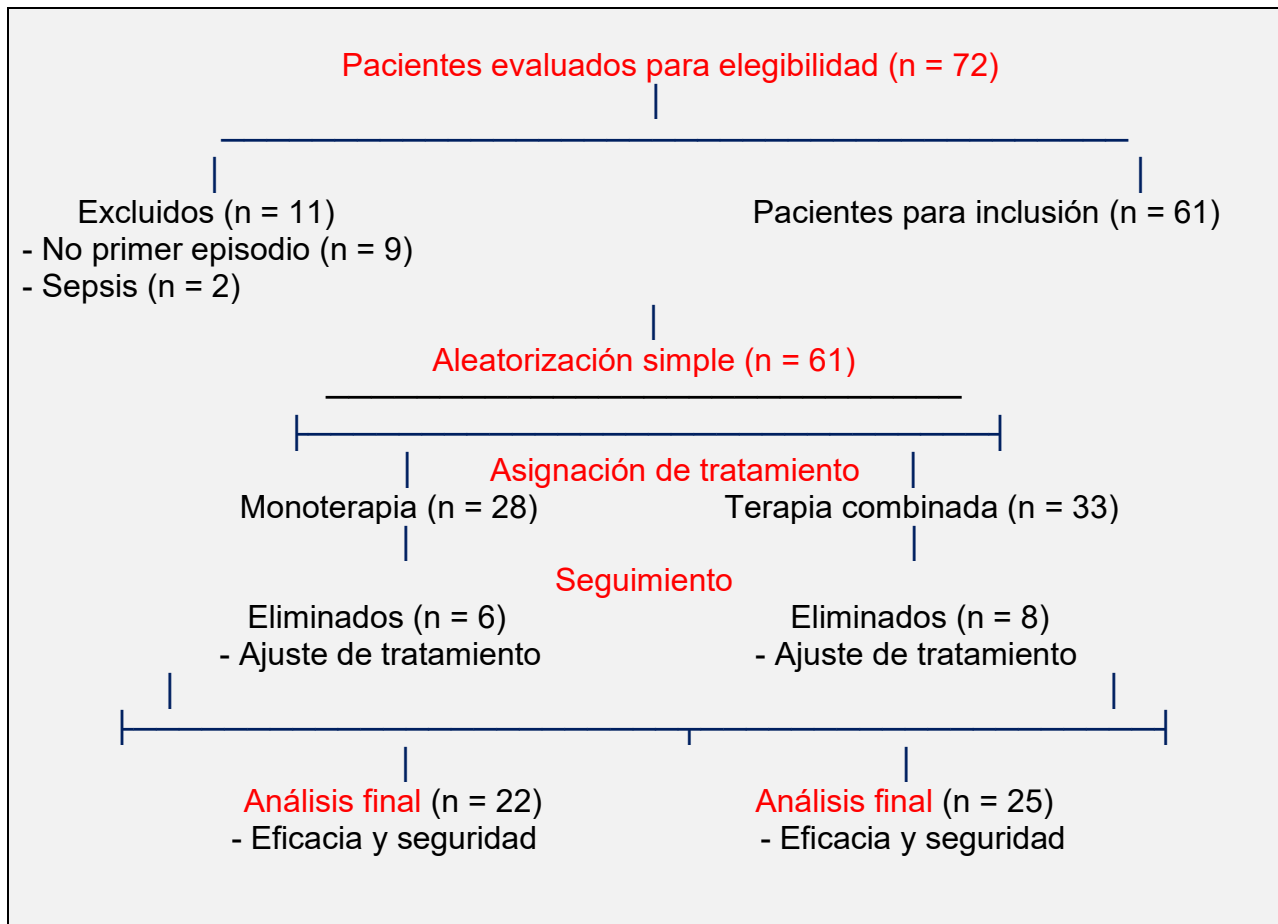 Pacientes evaluados para elegibilidad (n = 72)
Excluidos (n = 11)
- No primer episodio (n = 9)
- Sepsis (n = 2)
Pacientes para inclusión (n = 61)
Aleatorización simple (n = 61)
Asignación de tratamiento
Monoterapia (n = 28)
Terapia combinada (n = 33)
Seguimiento
Eliminados (n = 6)
- Ajuste de tratamiento
Eliminados (n = 8)
- Ajuste de tratamiento
Análisis final (n = 22)
- Eficacia y seguridad
Análisis final (n = 25)
- Eficacia y seguridad